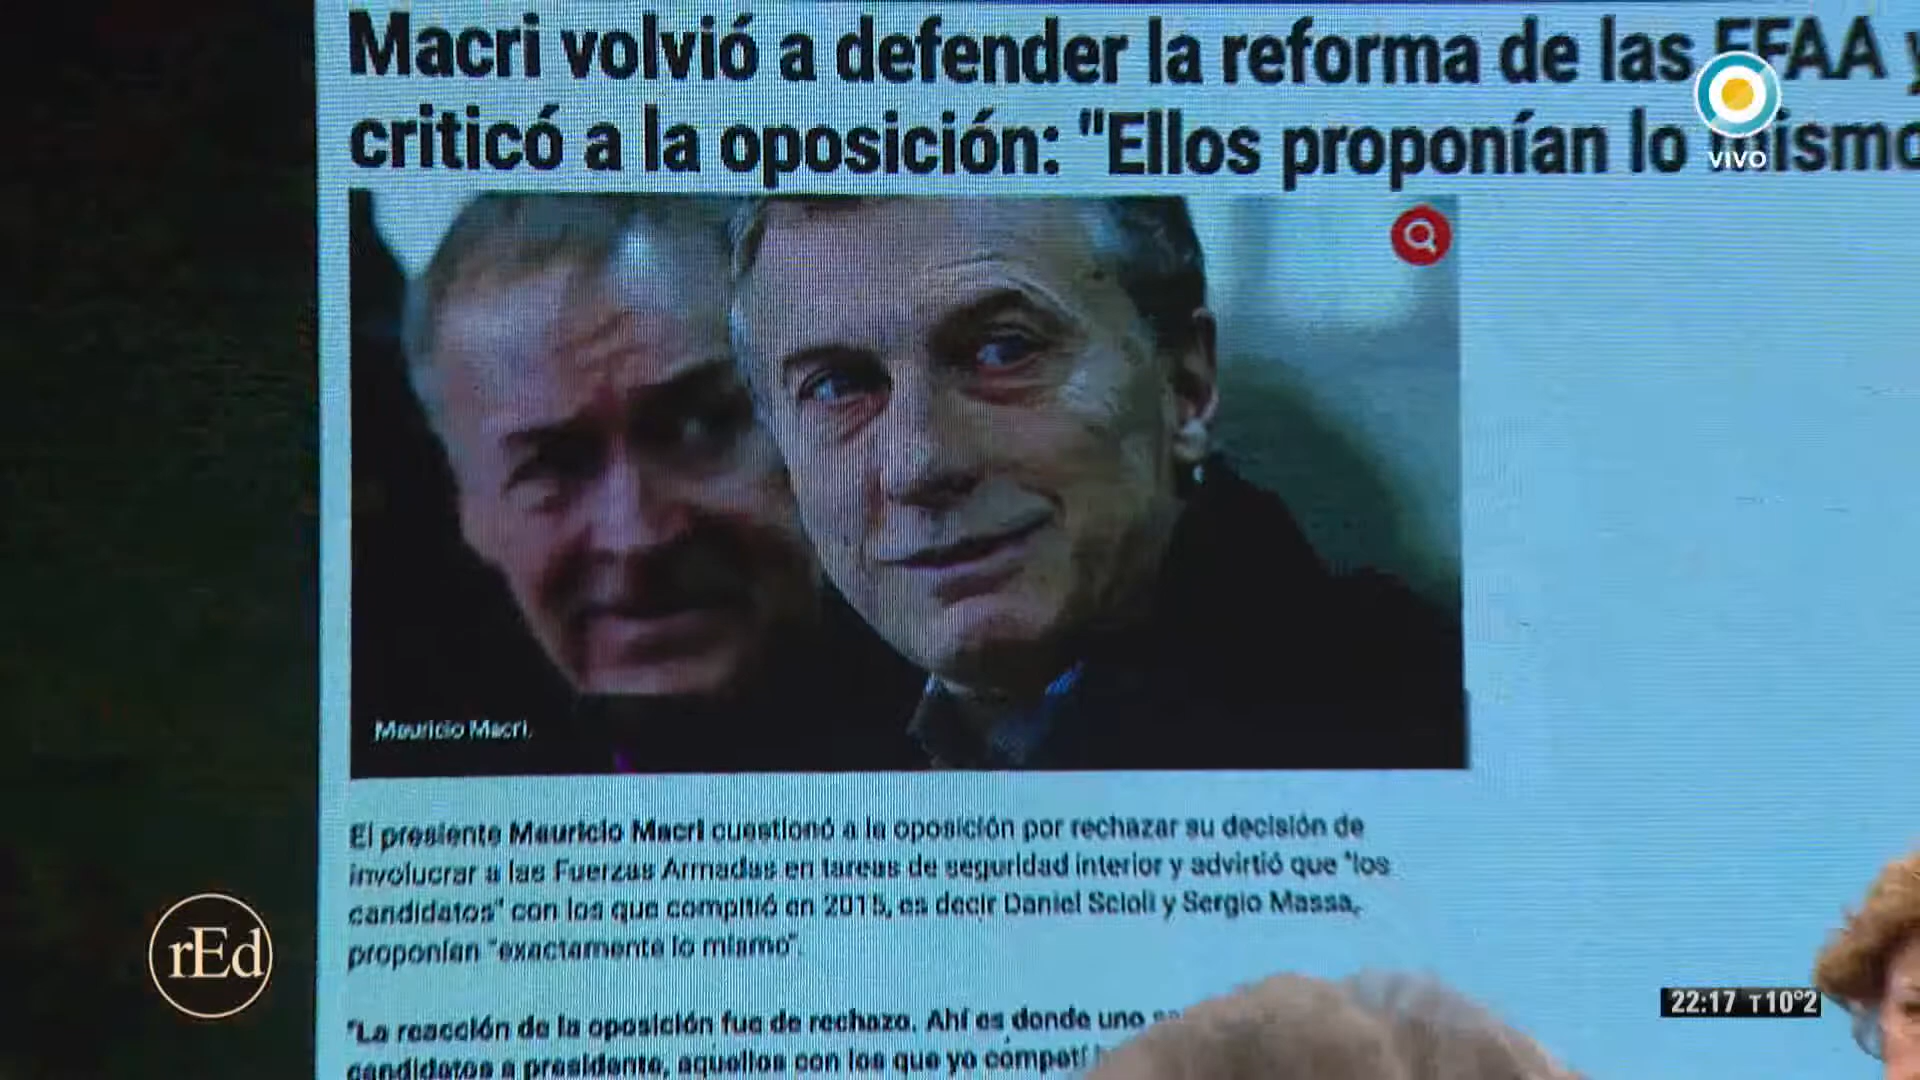 Macri volvió a defender la reforma de las FFAA y
criticó a la oposición: "Ellos proponían lo mismo
VIVO
Mauricio Macri.
El presiente Mauricio Macri cuestionó a la oposición por rechazar su decisión de
involucrar a las Fuerzas Armadas en tareas de seguridad interior y advirtió que "los
candidatos" con los que compitió en 2015, es decir Daniel Scioli y Sergio Massa,
proponían "exactamente lo mismo".
"La reacción de la oposición fue de rechazo. Ahí es donde uno
candidatos a presidente, aquellos con los que yo competí
rEd
22:17 T10°2